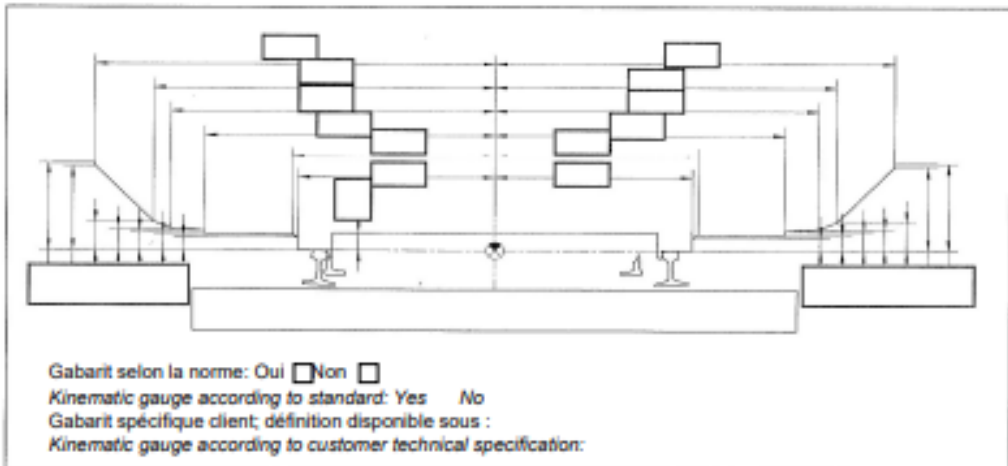 Gabarit selon la norme: Oui Non
Kinematic gauge according to standard: Yes No
Gabarit spécifique client; définition disponible sous :
Kinematic gauge according to customer technical specification: